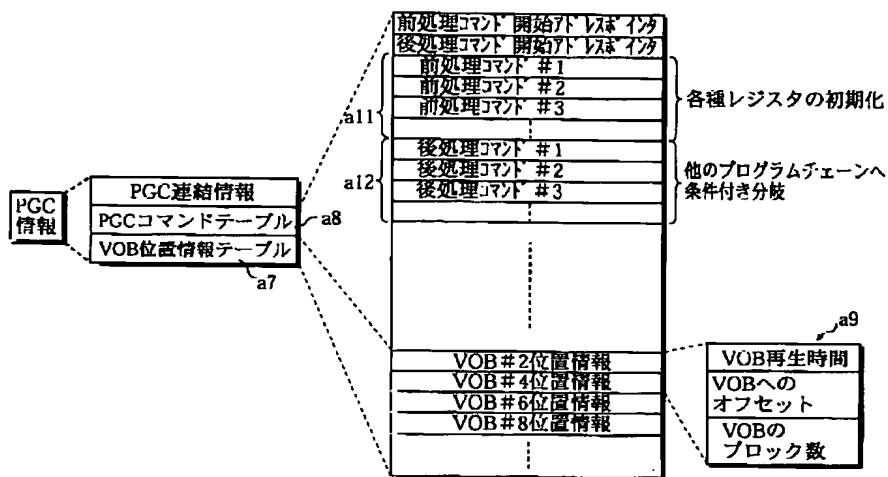 PGC
情報
PGC連結情報
PGCコマンドテーブル
VOB位置情報テーブル
a8
a7
前処理コマンド 開始アドレスポインタ
後処理コマンド 開始アドレスポインタ
前処理コマンド #1
前処理コマンド #2
前処理コマンド #3
a11
各種レジスタの初期化
後処理コマンド #1
後処理コマンド #2
後処理コマンド #3
a12
他のプログラムチェーンへ
条件付き分岐
VOB#2位置情報
VOB#4位置情報
VOB#6位置情報
VOB#8位置情報
a9
VOB再生時間
VOBへの
オフセット
VOBの
ブロック数